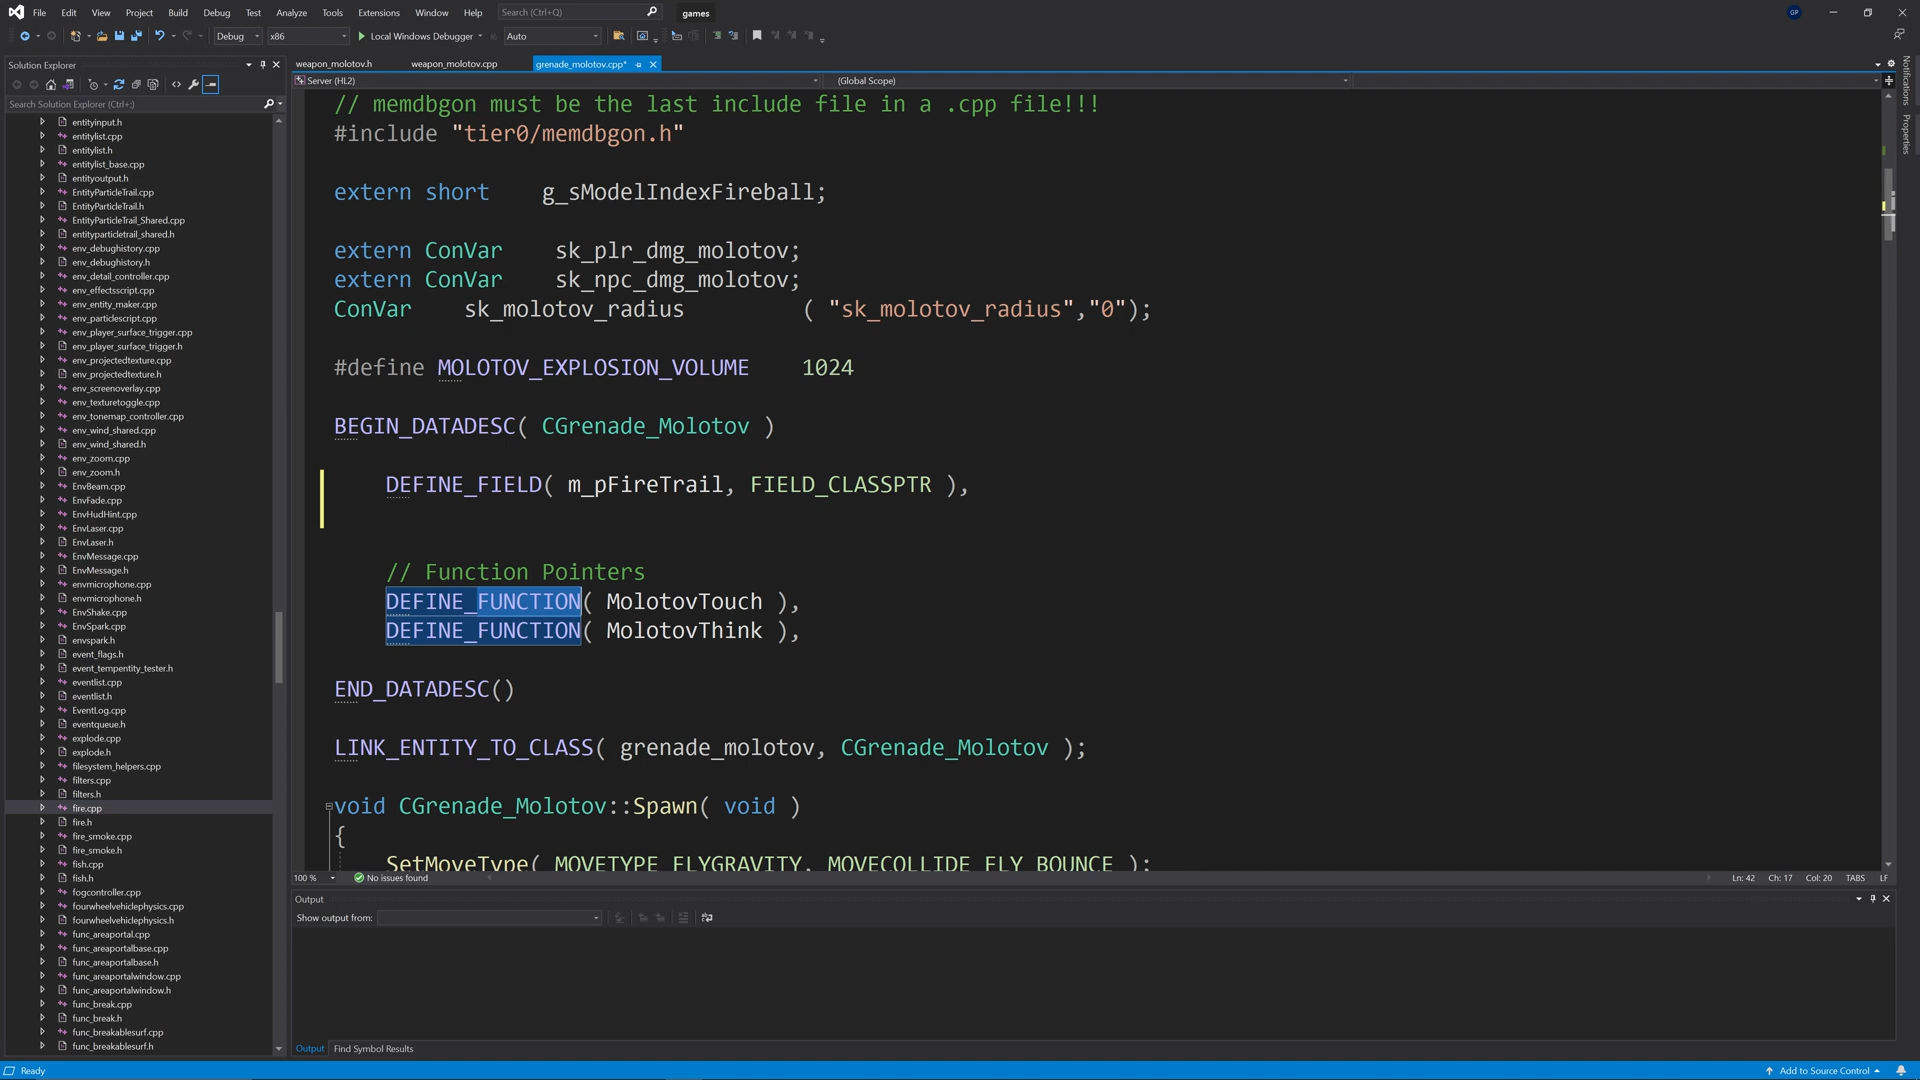 File Edit View Project Build Debug Test Analyze Tools Extensions Window Help Search (Ctrl+Q) games GP
Debug x86 Local Windows Debugger Auto
Solution Explorer
Search Solution Explorer (Ctrl+;)
entityinput.h
entitylist.cpp
entitylist.h
entitylist_base.cpp
entityoutput.h
EntityParticleTrail.cpp
EntityParticleTrail.h
EntityParticleTrail_Shared.cpp
entityparticletrail_shared.h
env_debughistory.cpp
env_debughistory.h
env_detail_controller.cpp
env_effectsscript.cpp
env_entity_maker.cpp
env_particlescript.cpp
env_player_surface_trigger.cpp
env_player_surface_trigger.h
env_projectedtexture.cpp
env_projectedtexture.h
env_screenoverlay.cpp
env_texturetoggle.cpp
env_tonemap_controller.cpp
env_wind_shared.cpp
env_wind_shared.h
env_zoom.cpp
env_zoom.h
EnvBeam.cpp
EnvFade.cpp
EnvHudHint.cpp
EnvLaser.cpp
EnvLaser.h
EnvMessage.cpp
EnvMessage.h
envmicrophone.cpp
envmicrophone.h
EnvShake.cpp
EnvSpark.cpp
envspark.h
event_flags.h
event_tempentity_tester.h
eventlist.cpp
eventlist.h
EventLog.cpp
eventqueue.h
explode.cpp
explode.h
filesystem_helpers.cpp
filters.cpp
filters.h
fire.cpp
fire.h
fire_smoke.cpp
fire_smoke.h
fish.cpp
fish.h
fogcontroller.cpp
fourwheelvehiclephysics.cpp
fourwheelvehiclephysics.h
func_areaportal.cpp
func_areaportalbase.cpp
func_areaportalbase.h
func_areaportalwindow.cpp
func_areaportalwindow.h
func_break.cpp
func_break.h
func_breakablesurf.cpp
func_breakablesurf.h
weapon_molotov.h weapon_molotov.cpp grenade_molotov.cpp*
Server (HL2) (Global Scope)
// memdbgon must be the last include file in a .cpp file!!!
#include "tier0/memdbgon.h"
extern short g_sModelIndexFireball;
extern ConVar sk_plr_dmg_molotov;
extern ConVar sk_npc_dmg_molotov;
ConVar sk_molotov_radius ( "sk_molotov_radius","0");
#define MOLOTOV_EXPLOSION_VOLUME 1024
BEGIN_DATADESC( CGrenade_Molotov )
DEFINE_FIELD( m_pFireTrail, FIELD_CLASSPTR ),
// Function Pointers
DEFINE_FUNCTION( MolotovTouch ),
DEFINE_FUNCTION( MolotovThink ),
END_DATADESC()
LINK_ENTITY_TO_CLASS( grenade_molotov, CGrenade_Molotov );
void CGrenade_Molotov::Spawn( void )
{
SetMoveType( MOVETYPE_FLYGRAVITY, MOVECOLLIDE_FLY_BOUNCE );
100 % No issues found Ln: 42 Ch: 17 Col: 20 TABS LF
Output
Show output from:
Output Find Symbol Results
Ready Add to Source Control
Notifications
Properties